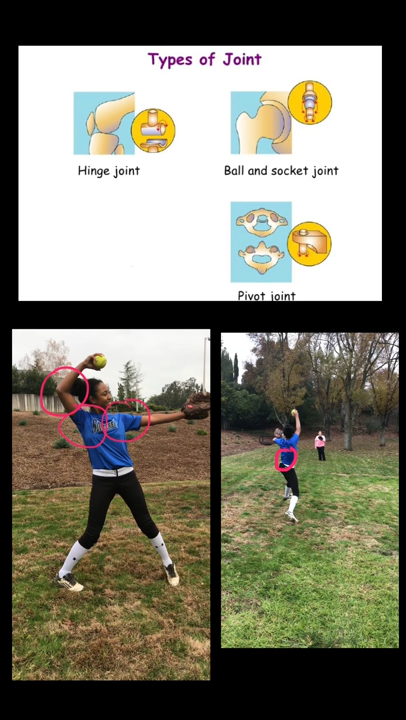 Types of Joint
Hinge joint
Ball and socket joint
Pivot joint